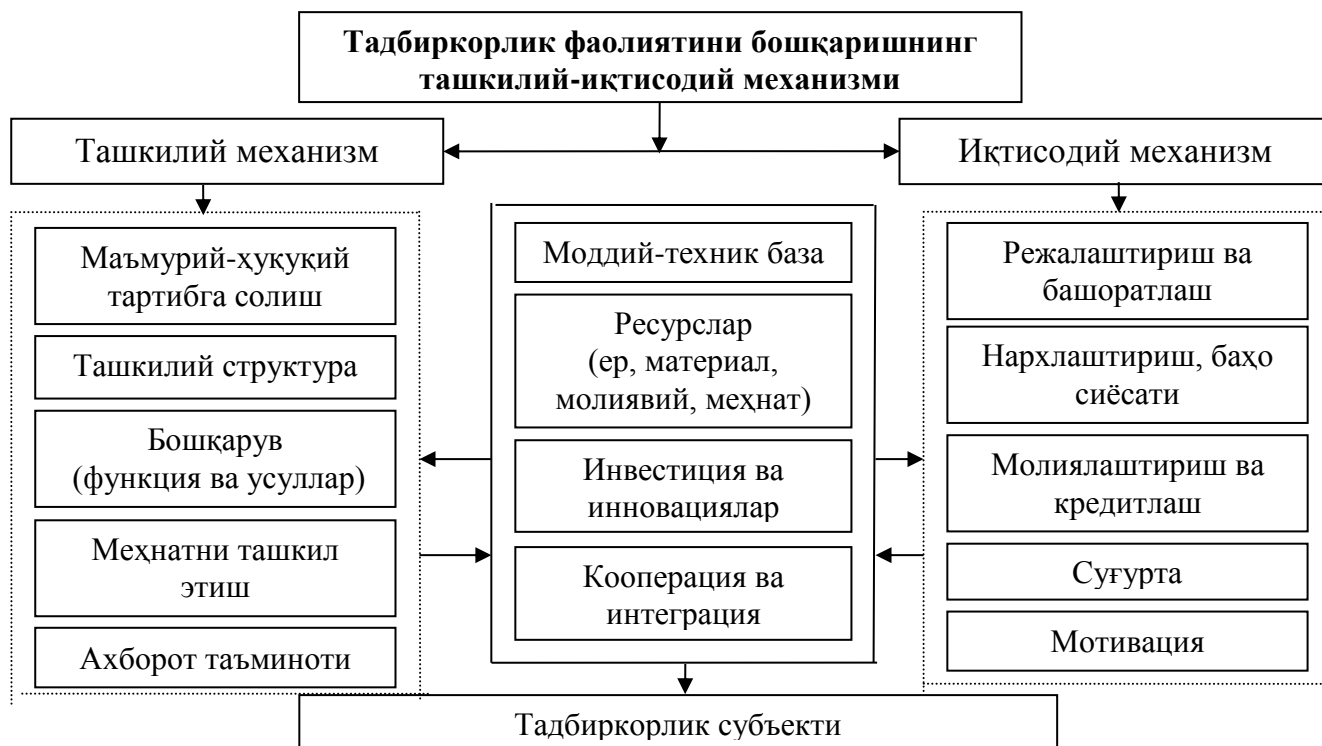 Тадбиркорлик фаолиятини бошқаришнинг
ташкилий-иқтисодий механизми
Ташкилий механизм
Иқтисодий механизм
Маъмурий-ҳуқуқий
тартибга солиш
Ташкилий структура
Бошқарув
(функция ва усуллар)
Меҳнатни ташкил
этиш
Ахборот таъминоти
Моддий-техник база
Ресурслар
(ер, материал,
молиявий, меҳнат)
Инвестиция ва
инновациялар
Кооперация ва
интеграция
Режалаштириш ва
башоратлаш
Нархлаштириш, баҳо
сиёсати
Молиялаштириш ва
кредитлаш
Суғурта
Мотивация
Тадбиркорлик субъекти